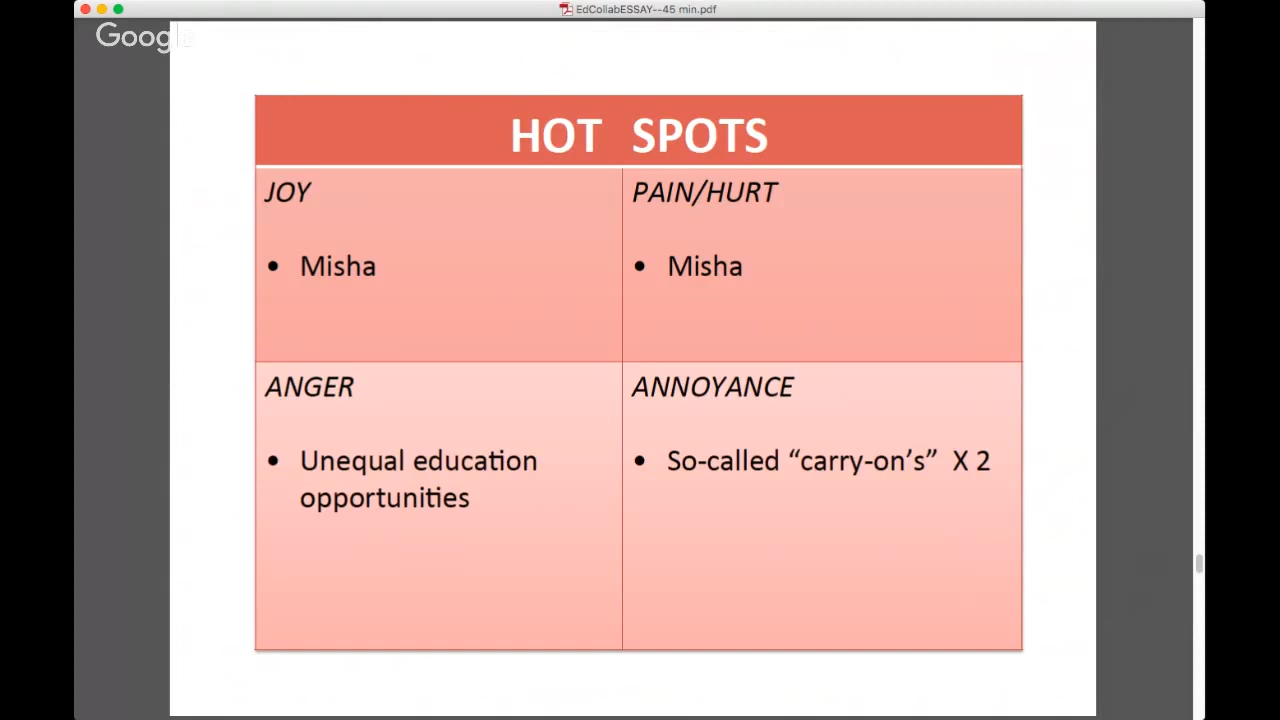 EdCollabESSAY--45 min.pdf
Google
HOT SPOTS
JOY
• Misha
PAIN/HURT
• Misha
ANGER
• Unequal education
opportunities
ANNOYANCE
• So-called “carry-on’s” X 2